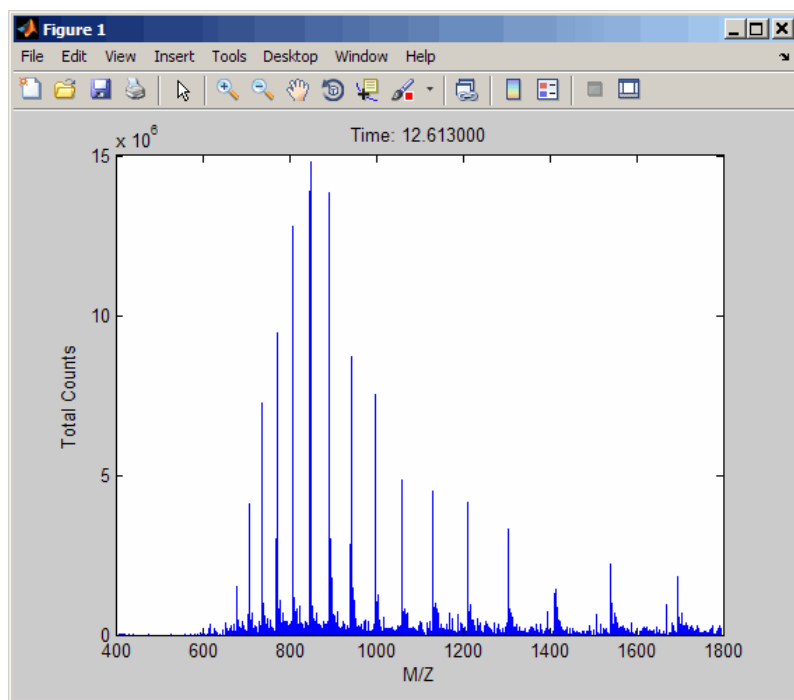 Figure 1
File Edit View Insert Tools Desktop Window Help
x 10^6
Time: 12.613000
15
10
5
0
Total Counts
400 600 800 1000 1200 1400 1600 1800
M/Z